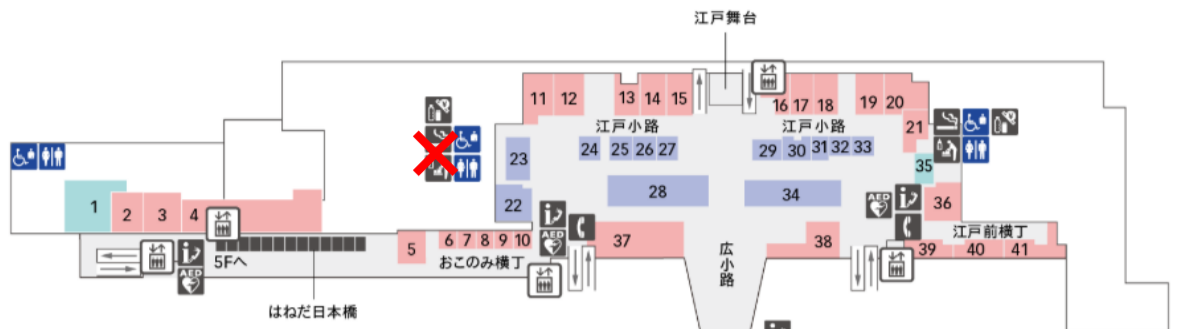 江戸舞台
11 12 13 14 15 16 17 18 19 20
江戸小路 江戸小路
21
23 24 25 26 27 29 30 31 32 33
35
28 34
22 36
1 2 3 4
AED AED
5 6 7 8 9 10 37 38
江戸前横丁
39 40 41
おこのみ横丁
5Fへ
AED
広小路
はねだ日本橋